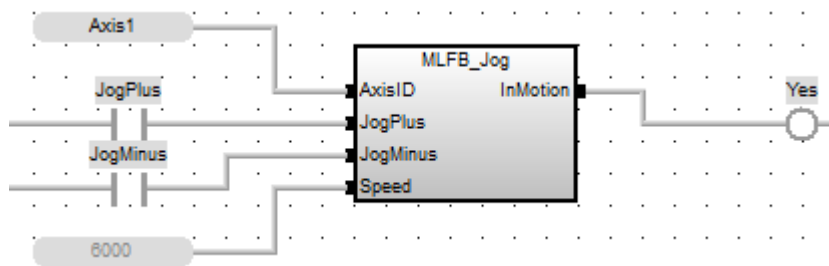 Axis1
MLFB_Jog
JogPlus
AxisID
InMotion
Yes
JogPlus
JogMinus
JogMinus
Speed
6000